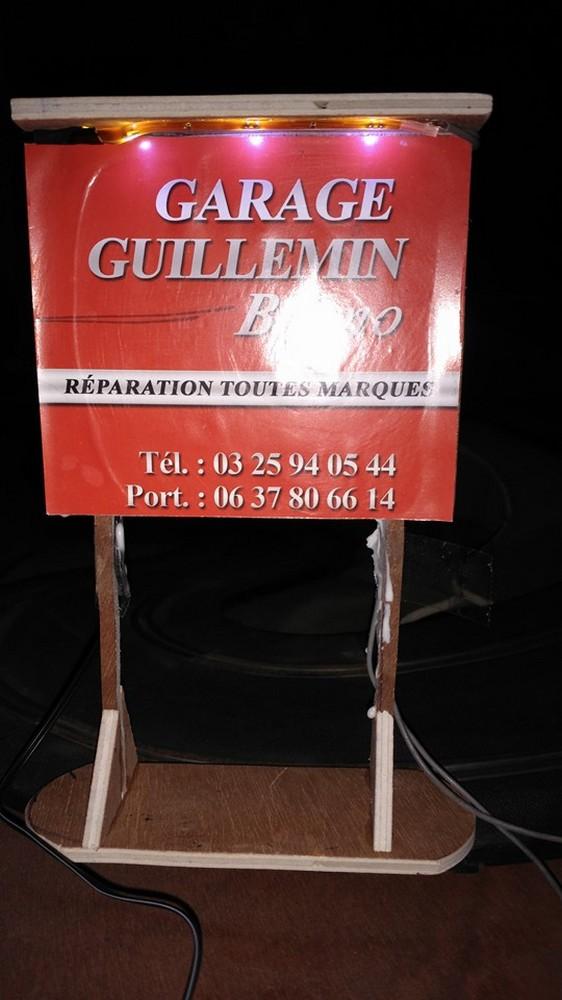 GARAGE
GUILLEMIN
RÉPARATION TOUTES MARQUES
Tél. : 03 25 94 05 44
Port. : 06 37 80 66 14